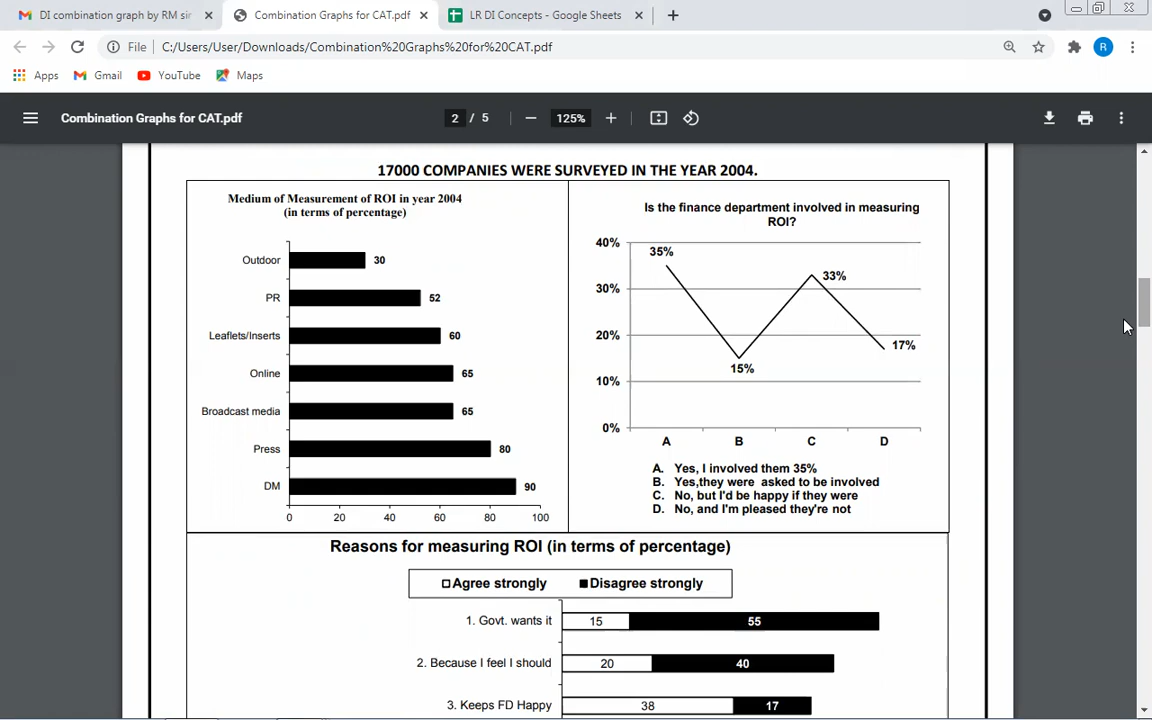 DI combination graph by RM sir
Combination Graphs for CAT.pdf
LR DI Concepts - Google Sheets
File
C:/Users/User/Downloads/Combination%20Graphs%20for%20CAT.pdf
R
Apps
Gmail
YouTube
Maps
Combination Graphs for CAT.pdf
2 / 5
125%
17000 COMPANIES WERE SURVEYED IN THE YEAR 2004.
Medium of Measurement of ROI in year 2004
(in terms of percentage)
Outdoor 30
PR 52
Leaflets/Inserts 60
Online 65
Broadcast media 65
Press 80
DM 90
0 20 40 60 80 100
Is the finance department involved in measuring
ROI?
40%
35%
33%
30%
20%
17%
15%
10%
0%
A B C D
A. Yes, I involved them 35%
B. Yes,they were asked to be involved
C. No, but I'd be happy if they were
D. No, and I'm pleased they're not
Reasons for measuring ROI (in terms of percentage)
Agree strongly Disagree strongly
1. Govt. wants it 15 55
2. Because I feel I should 20 40
3. Keeps FD Happy 38 17